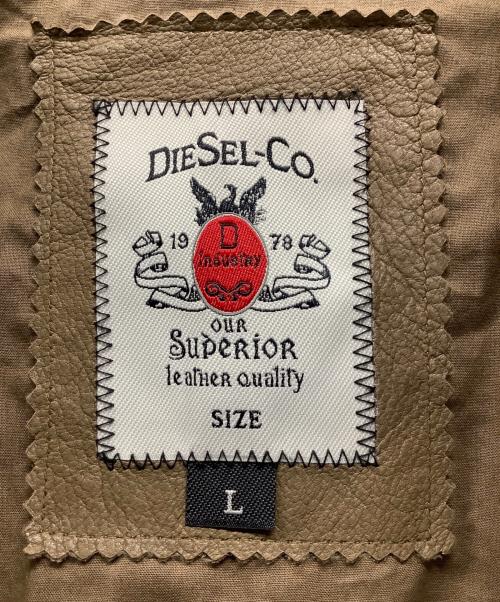 DIESEL-CO.
19 78
D
Industry
OUR
Superior
leather quality
SIZE
L